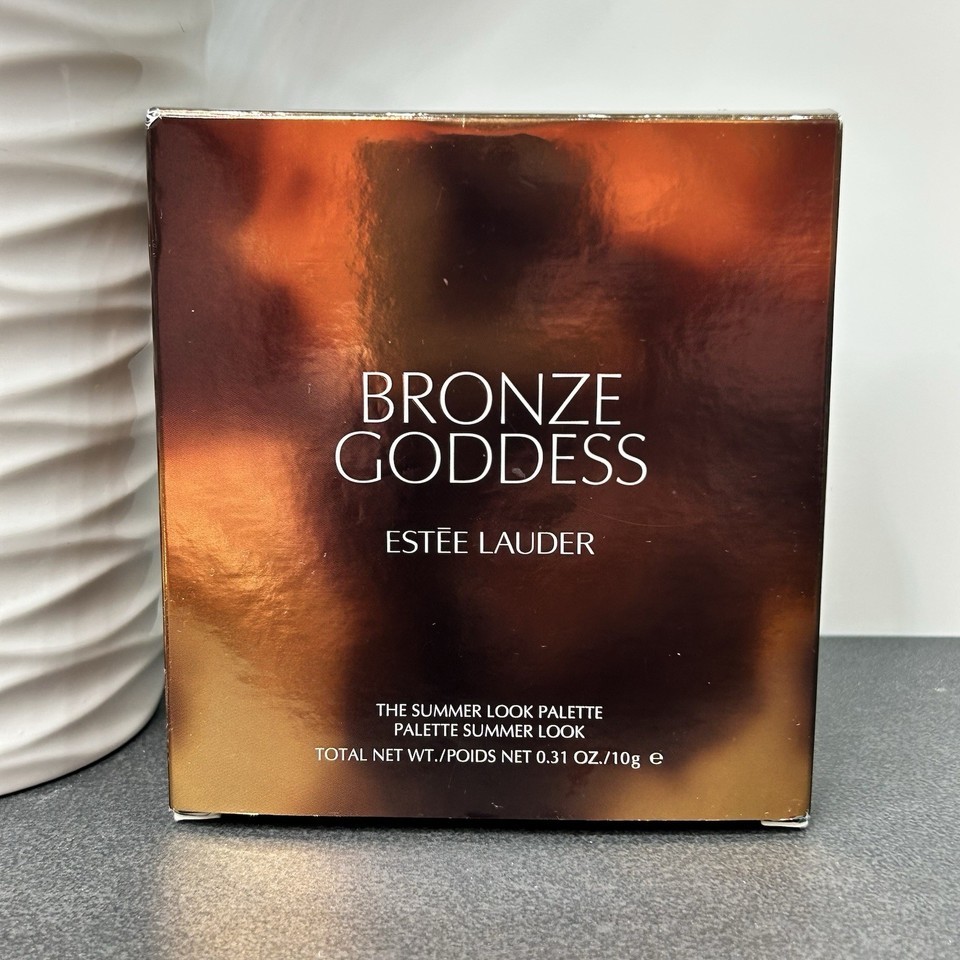 BRONZE
GODDESS
ESTĒE LAUDER
THE SUMMER LOOK PALETTE
PALETTE SUMMER LOOK
TOTAL NET WT./POIDS NET 0.31 OZ./10g ℮